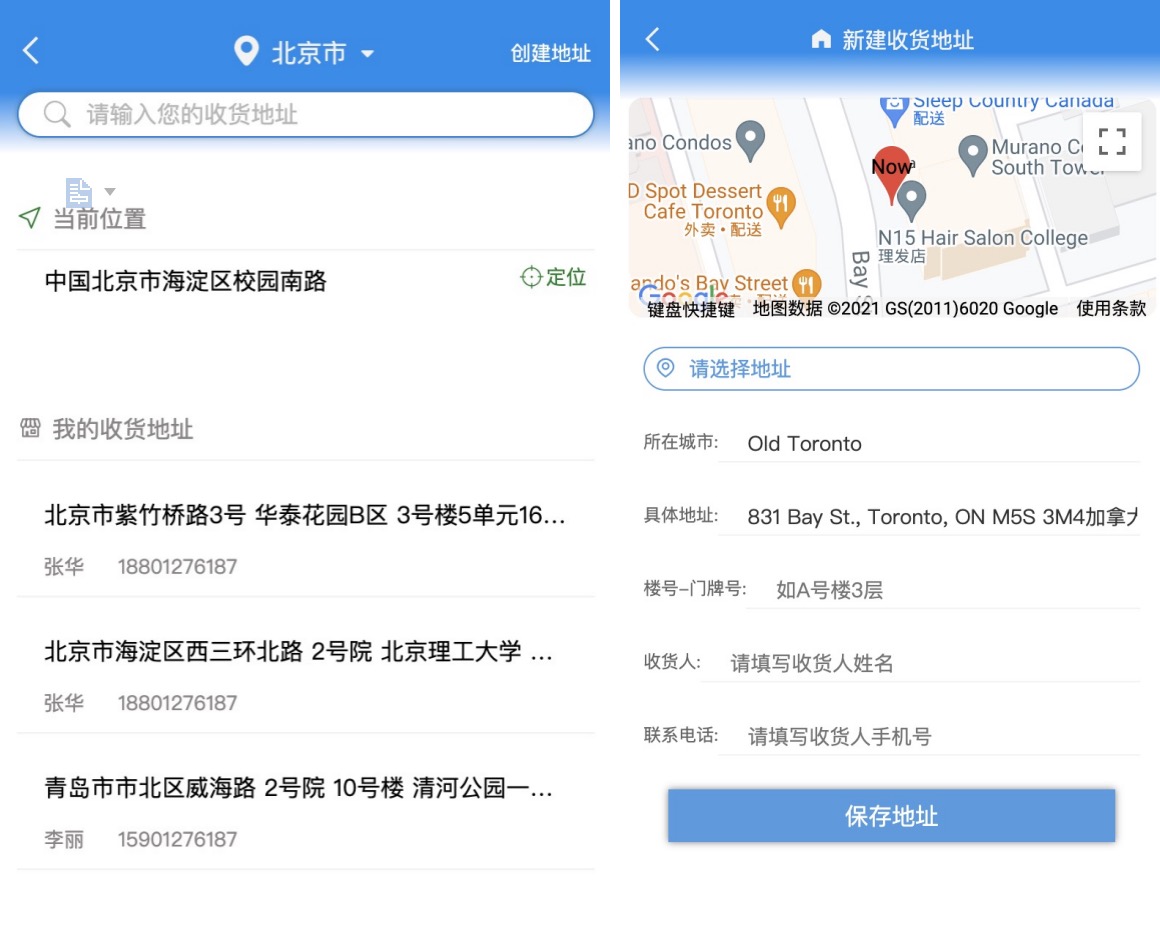 北京市
创建地址
请输入您的收货地址
当前位置
中国北京市海淀区校园南路
定位
我的收货地址
北京市紫竹桥路3号 华泰花园B区 3号楼5单元16...
张华 18801276187
北京市海淀区西三环北路 2号院 北京理工大学 ...
张华 18801276187
青岛市市北区威海路 2号院 10号楼 清河公园一...
李丽 15901276187
新建收货地址
Sleep Country Canada
配送
ano Condos
Murano Co
South Tower
Now
D Spot Dessert
Cafe Toronto
外卖•配送
N15 Hair Salon College
理发店
Bay S
ando's Bay Street
Google
键盘快捷键 地图数据 ©2021 GS(2011)6020 Google 使用条款
请选择地址
所在城市: Old Toronto
具体地址: 831 Bay St., Toronto, ON M5S 3M4加拿
楼号-门牌号: 如A号楼3层
收货人: 请填写收货人姓名
联系电话: 请填写收货人手机号
保存地址